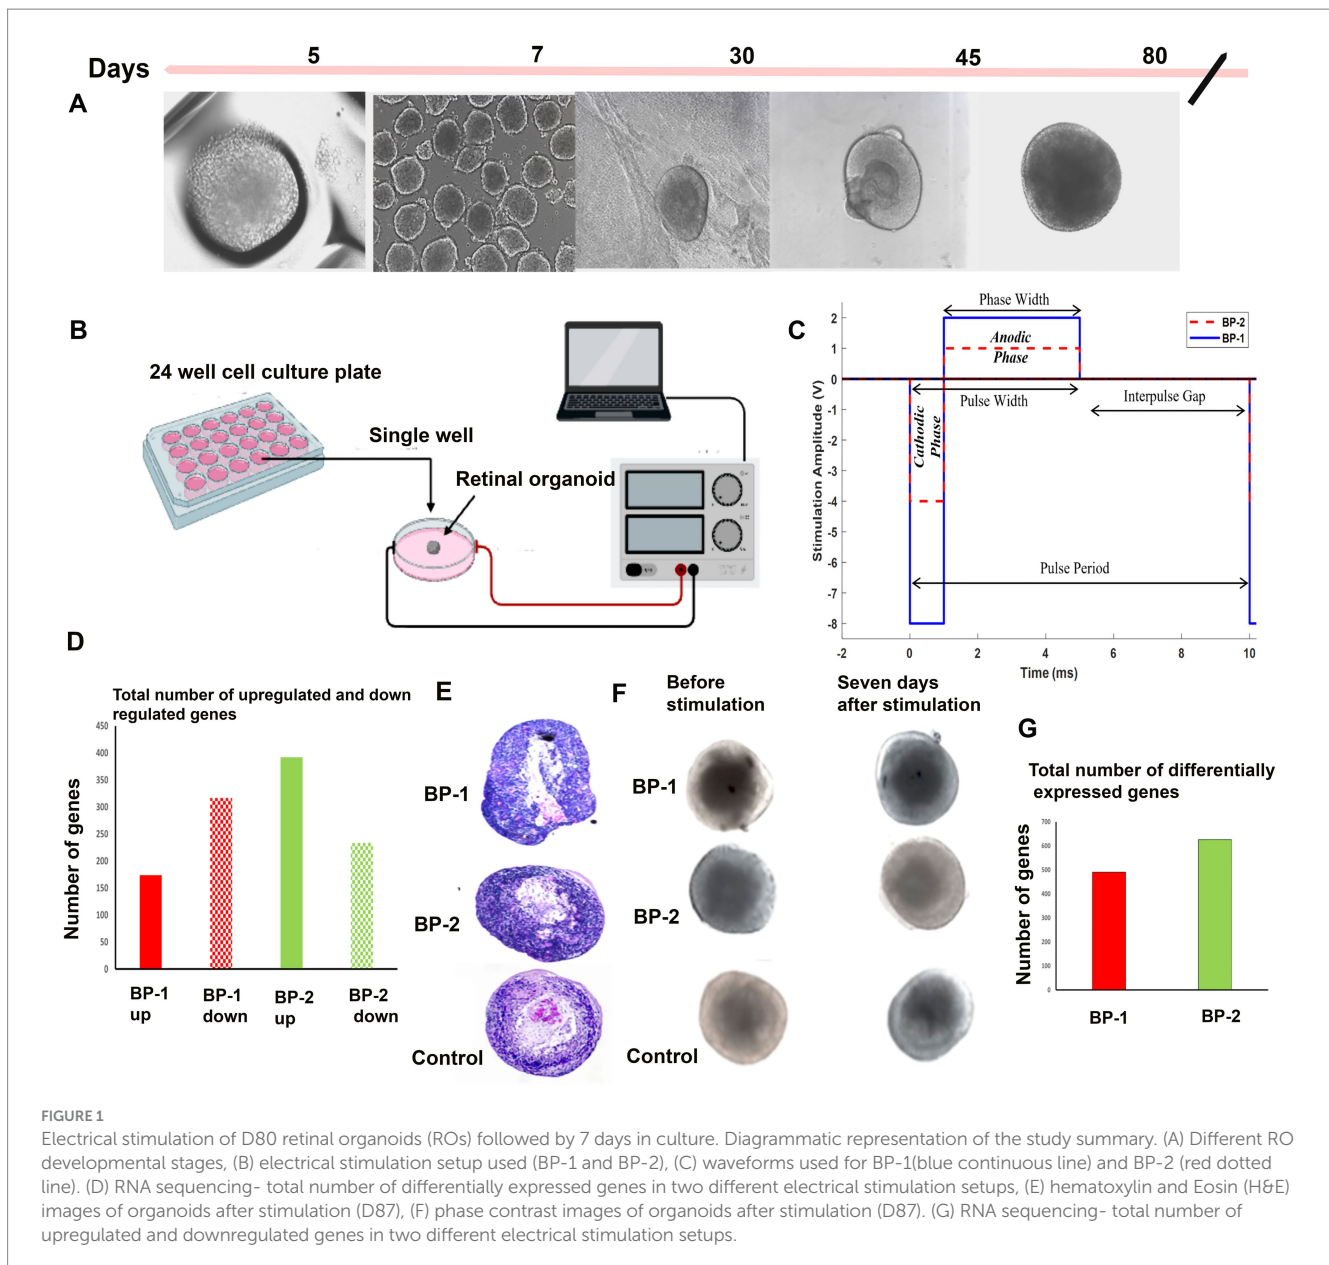 Days 5 7 30 45 80
A
B
24 well cell culture plate
Single well
Retinal organoid
C
Phase Width
BP-2
BP-1
Anodic
Phase
Pulse Width
Interpulse Gap
Cathodic
Phase
Pulse Period
Stimulation Amplitude (V)
2
1
0
-1
-2
-3
-4
-5
-6
-7
-8
-2 0 2 4 6 8 10
Time (ms)
D
Total number of upregulated and down
regulated genes
Number of genes
450
400
350
300
250
200
150
100
50
0
BP-1
up
BP-1
down
BP-2
up
BP-2
down
E
BP-1
BP-2
Control
F
Before
stimulation
Seven days
after stimulation
BP-1
BP-2
Control
G
Total number of differentially
expressed genes
Number of genes
700
600
500
400
300
200
100
0
BP-1
BP-2
FIGURE 1
Electrical stimulation of D80 retinal organoids (ROs) followed by 7 days in culture. Diagrammatic representation of the study summary. (A) Different RO
developmental stages, (B) electrical stimulation setup used (BP-1 and BP-2), (C) waveforms used for BP-1(blue continuous line) and BP-2 (red dotted
line). (D) RNA sequencing- total number of differentially expressed genes in two different electrical stimulation setups, (E) hematoxylin and Eosin (H&E)
images of organoids after stimulation (D87), (F) phase contrast images of organoids after stimulation (D87). (G) RNA sequencing- total number of
upregulated and downregulated genes in two different electrical stimulation setups.